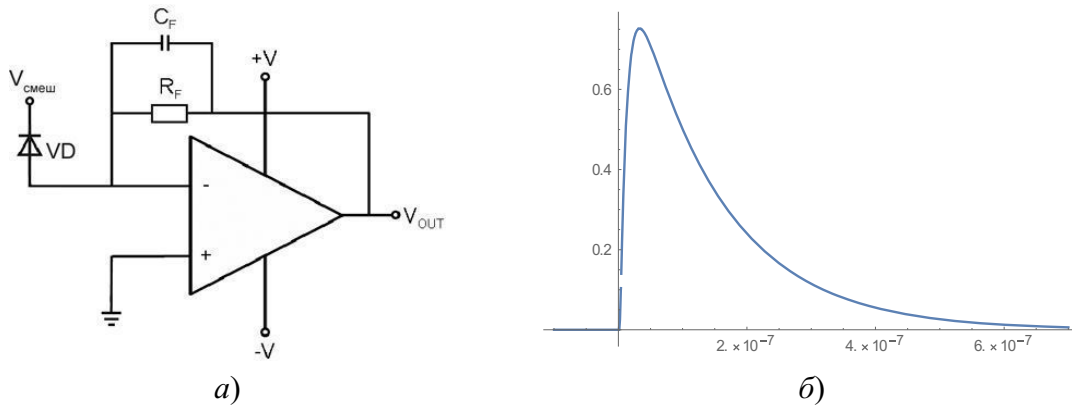 C_F
+V
V_смещ
R_F
VD
-
+
V_OUT
-V
а)
0.6
0.4
0.2
2. × 10⁻⁷
4. × 10⁻⁷
6. × 10⁻⁷
б)